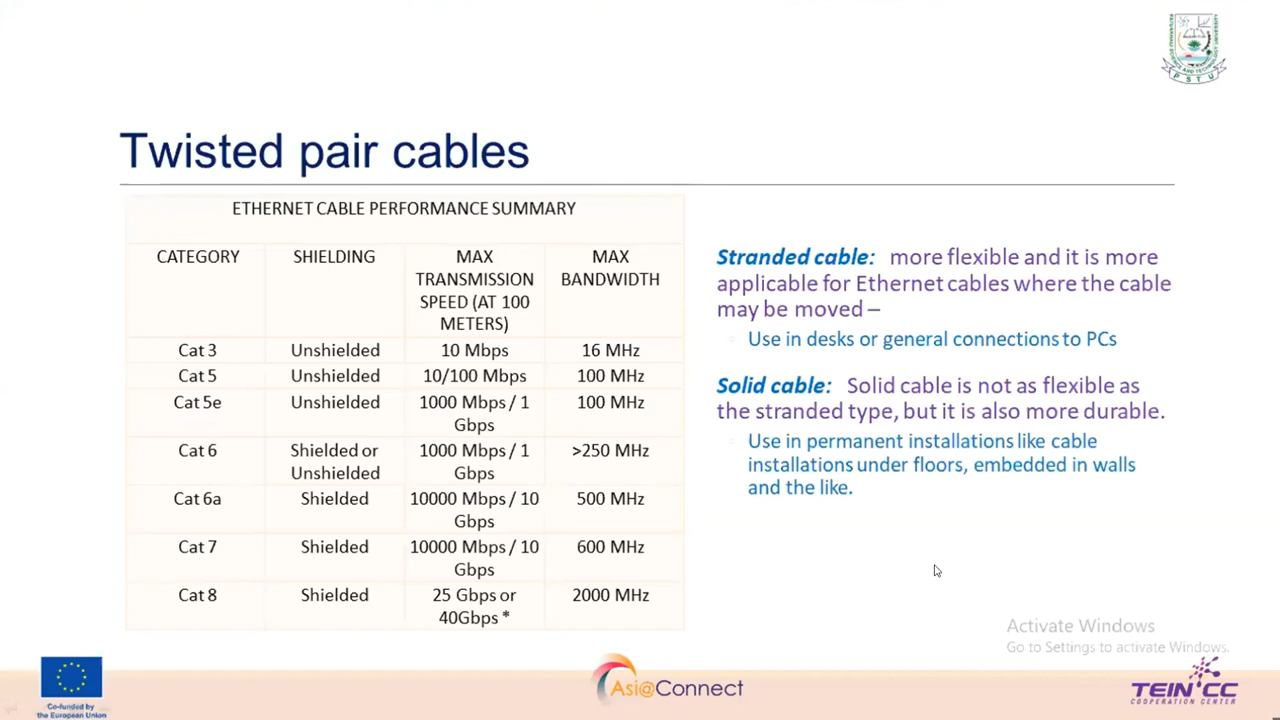 Twisted pair cables
ETHERNET CABLE PERFORMANCE SUMMARY
CATEGORY SHIELDING MAX TRANSMISSION SPEED (AT 100 METERS) MAX BANDWIDTH
Cat 3 Unshielded 10 Mbps 16 MHz
Cat 5 Unshielded 10/100 Mbps 100 MHz
Cat 5e Unshielded 1000 Mbps / 1 Gbps 100 MHz
Cat 6 Shielded or Unshielded 1000 Mbps / 1 Gbps >250 MHz
Cat 6a Shielded 10000 Mbps / 10 Gbps 500 MHz
Cat 7 Shielded 10000 Mbps / 10 Gbps 600 MHz
Cat 8 Shielded 25 Gbps or 40Gbps * 2000 MHz
Stranded cable: more flexible and it is more
applicable for Ethernet cables where the cable
may be moved –
Use in desks or general connections to PCs
Solid cable: Solid cable is not as flexible as
the stranded type, but it is also more durable.
Use in permanent installations like cable
installations under floors, embedded in walls
and the like.
Activate Windows
Go to Settings to activate Windows.
Co-funded by
the European Union
Asi@Connect
TEIN*CC
COOPERATION CENTER
P S T U